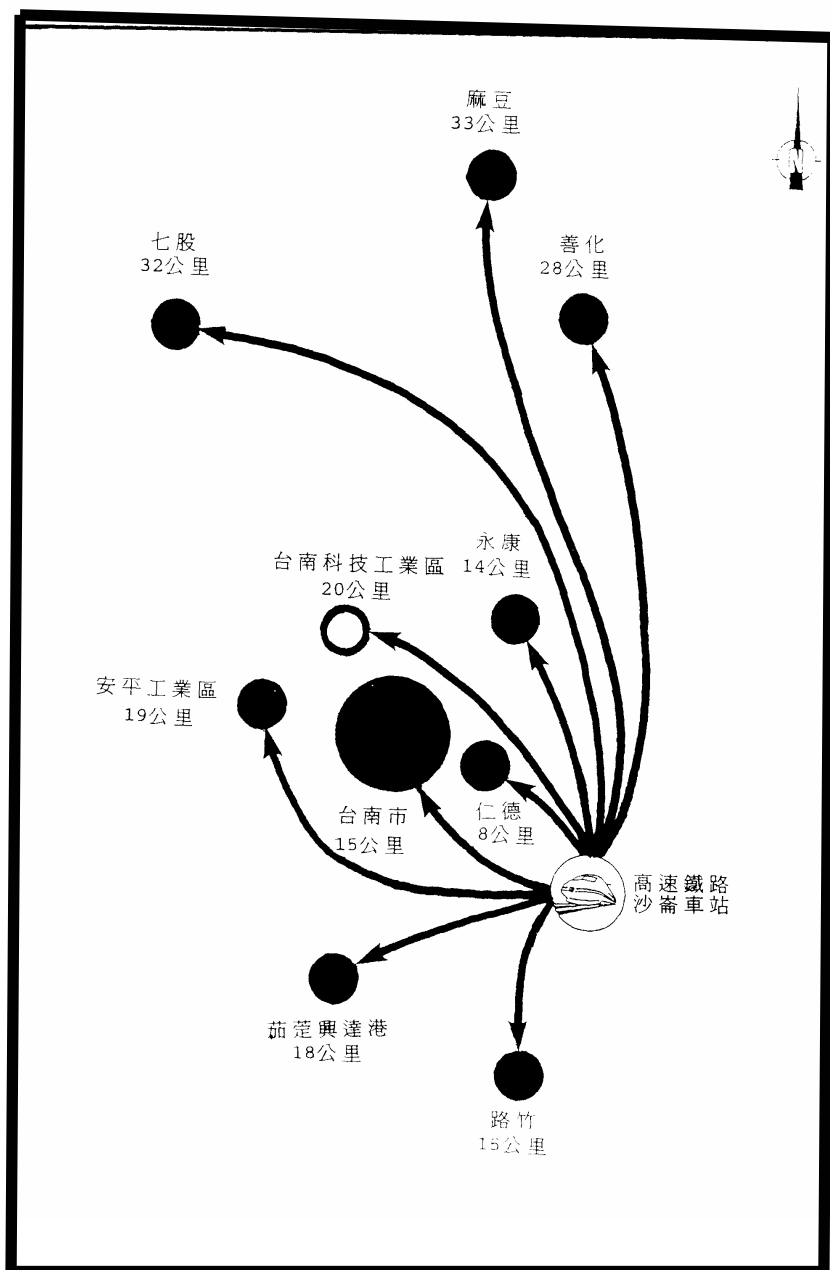 麻豆
33公里
N
七股
32公里
善化
28公里
永康
14公里
台南科技工業區
20公里
安平工業區
19公里
台南市
15公里
仁德
8公里
高速鐵路
沙崙車站
茄萣興達港
18公里
路竹
15公里